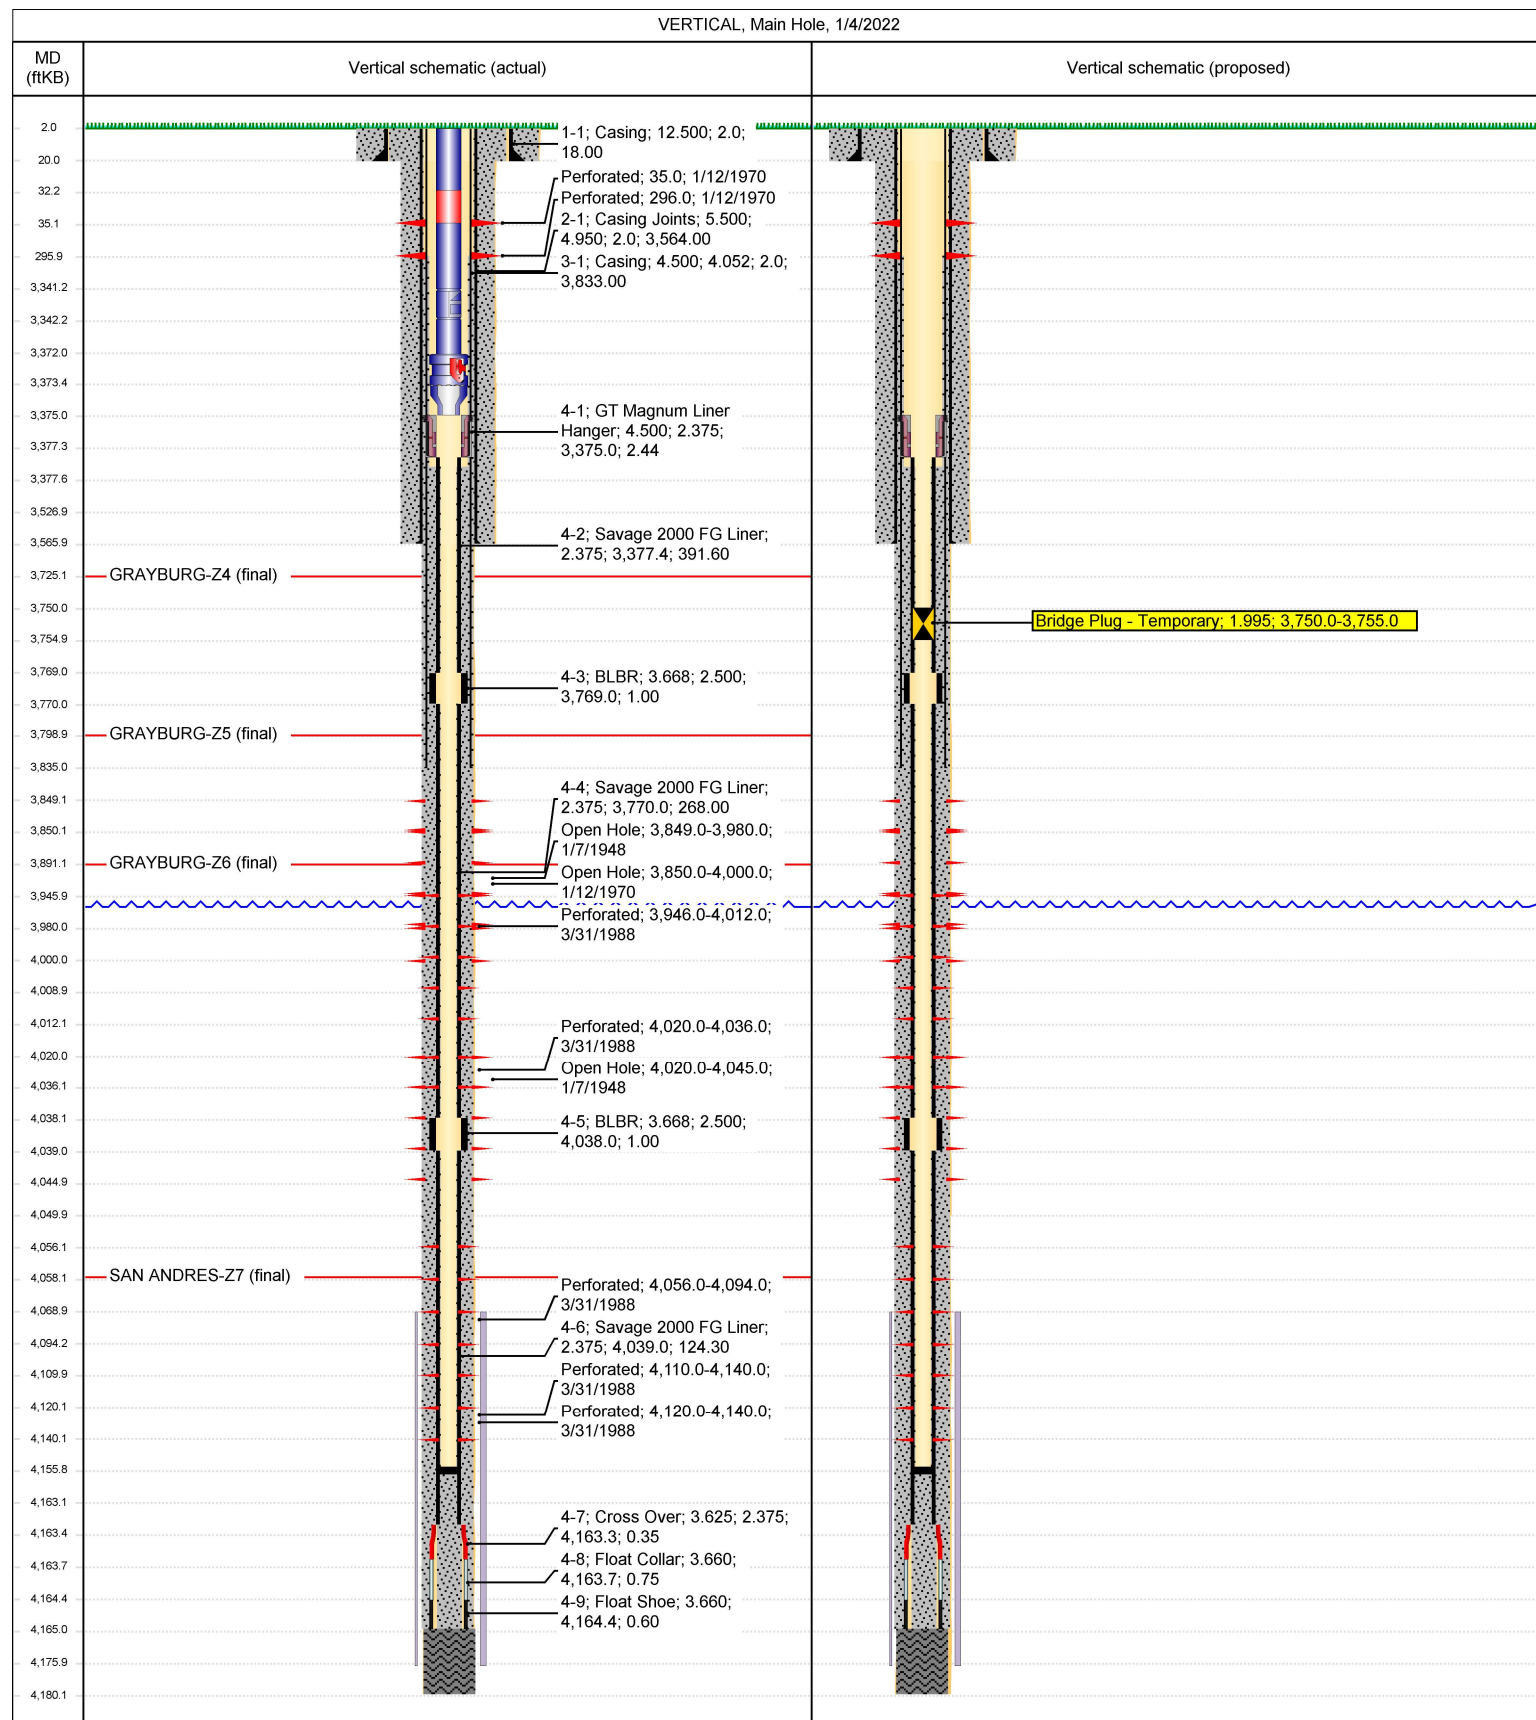 VERTICAL, Main Hole, 1/4/2022
MD
(ftKB)
Vertical schematic (actual)
Vertical schematic (proposed)
2.0
20.0
32.2
35.1
295.9
3,341.2
3,342.2
3,372.0
3,373.4
3,375.0
3,377.3
3,377.6
3,526.9
3,565.9
3,725.1
3,750.0
3,754.9
3,769.0
3,770.0
3,798.9
3,835.0
3,849.1
3,850.1
3,891.1
3,945.9
3,980.0
4,000.0
4,008.9
4,012.1
4,020.0
4,036.1
4,038.1
4,039.0
4,044.9
4,049.9
4,056.1
4,058.1
4,068.9
4,094.2
4,109.9
4,120.1
4,140.1
4,155.8
4,163.1
4,163.4
4,163.7
4,164.4
4,165.0
4,175.9
4,180.1
GRAYBURG-Z4 (final)
GRAYBURG-Z5 (final)
GRAYBURG-Z6 (final)
SAN ANDRES-Z7 (final)
1-1; Casing; 12.500; 2.0;
18.00
Perforated; 35.0; 1/12/1970
Perforated; 296.0; 1/12/1970
2-1; Casing Joints; 5.500;
4.950; 2.0; 3,564.00
3-1; Casing; 4.500; 4.052; 2.0;
3,833.00
4-1; GT Magnum Liner
Hanger; 4.500; 2.375;
3,375.0; 2.44
4-2; Savage 2000 FG Liner;
2.375; 3,377.4; 391.60
4-3; BLBR; 3.668; 2.500;
3,769.0; 1.00
4-4; Savage 2000 FG Liner;
2.375; 3,770.0; 268.00
Open Hole; 3,849.0-3,980.0;
1/7/1948
Open Hole; 3,850.0-4,000.0;
1/12/1970
Perforated; 3,946.0-4,012.0;
3/31/1988
Perforated; 4,020.0-4,036.0;
3/31/1988
Open Hole; 4,020.0-4,045.0;
1/7/1948
4-5; BLBR; 3.668; 2.500;
4,038.0; 1.00
Perforated; 4,056.0-4,094.0;
3/31/1988
4-6; Savage 2000 FG Liner;
2.375; 4,039.0; 124.30
Perforated; 4,110.0-4,140.0;
3/31/1988
Perforated; 4,120.0-4,140.0;
3/31/1988
4-7; Cross Over; 3.625; 2.375;
4,163.3; 0.35
4-8; Float Collar; 3.660;
4,163.7; 0.75
4-9; Float Shoe; 3.660;
4,164.4; 0.60
Bridge Plug - Temporary; 1.995; 3,750.0-3,755.0